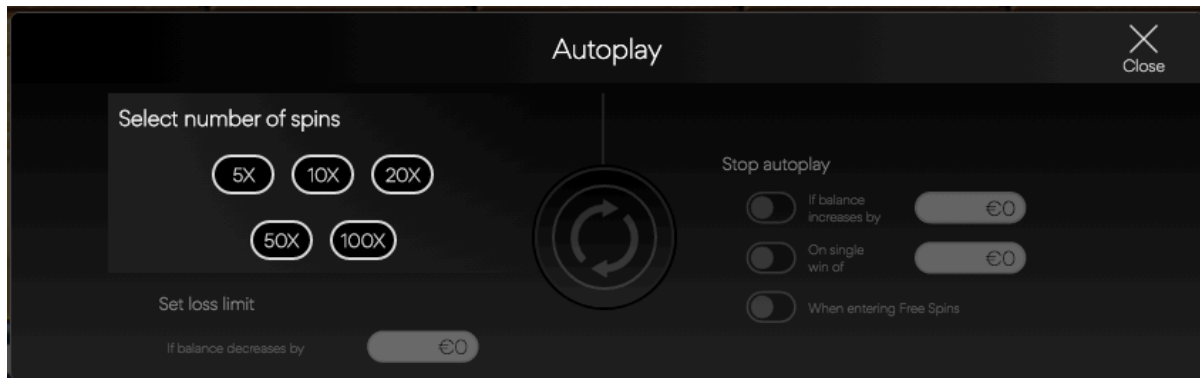 Autoplay
Close
Select number of spins
5X 10X 20X
50X 100X
Set loss limit
If balance decreases by €0
Stop autoplay
If balance
increases by €0
On single
win of €0
When entering Free Spins